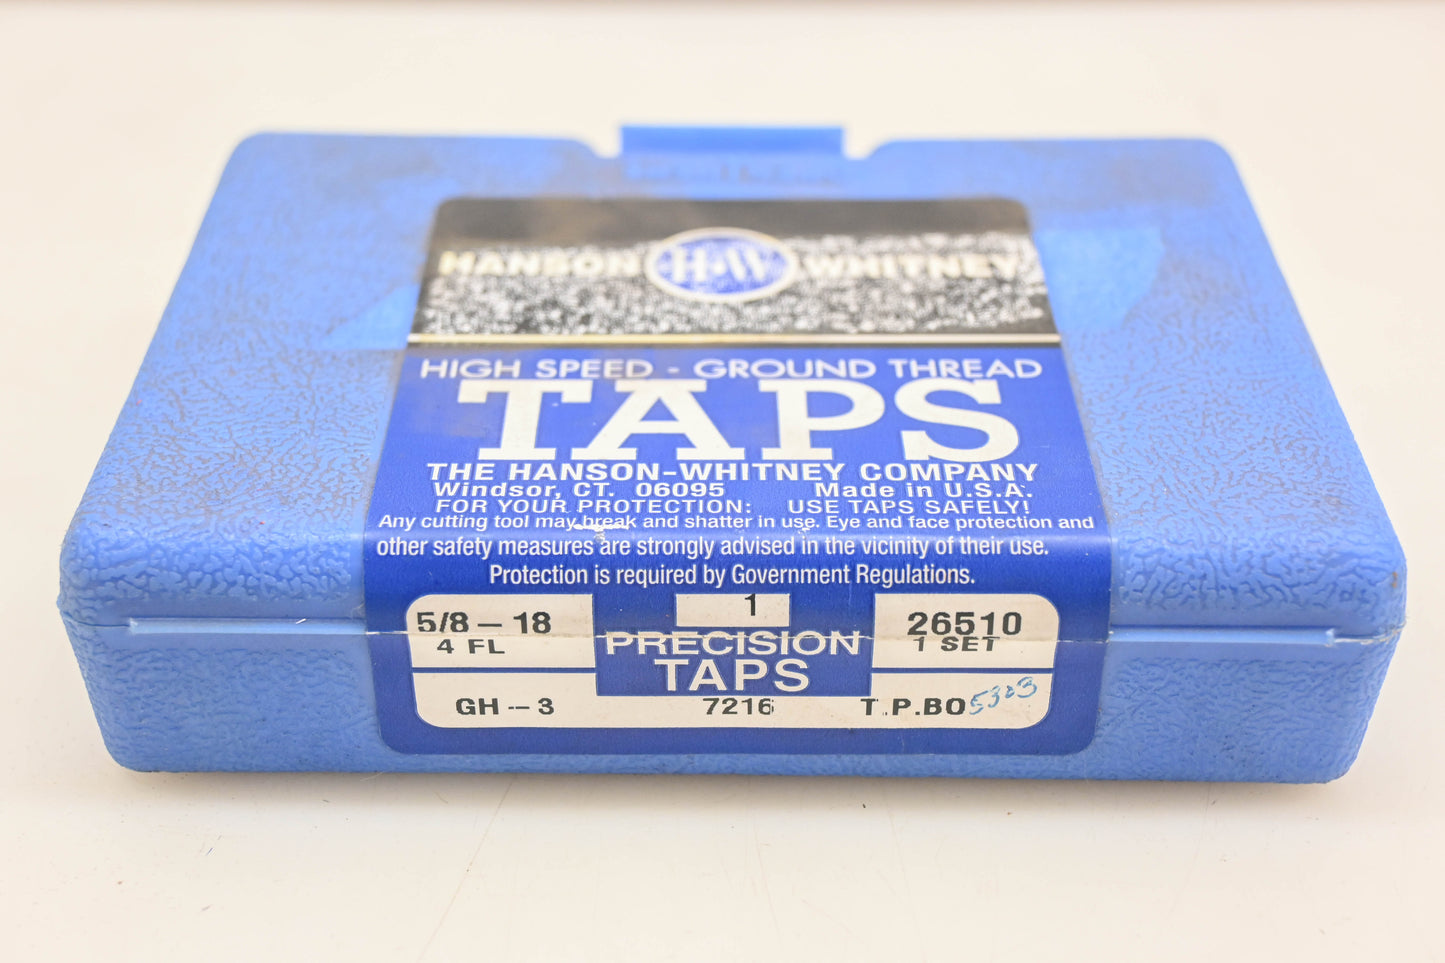 HANSON H&W WHITNEY
HIGH SPEED - GROUND THREAD
TAPS
THE HANSON-WHITNEY COMPANY
Windsor, CT. 06095 Made in U.S.A.
FOR YOUR PROTECTION: USE TAPS SAFELY!
Any cutting tool may break and shatter in use. Eye and face protection and
other safety measures are strongly advised in the vicinity of their use.
Protection is required by Government Regulations.
5/8 – 18 1 26510
4 FL PRECISION 1 SET
TAPS
GH – 3 7216 T.P.BO 5323